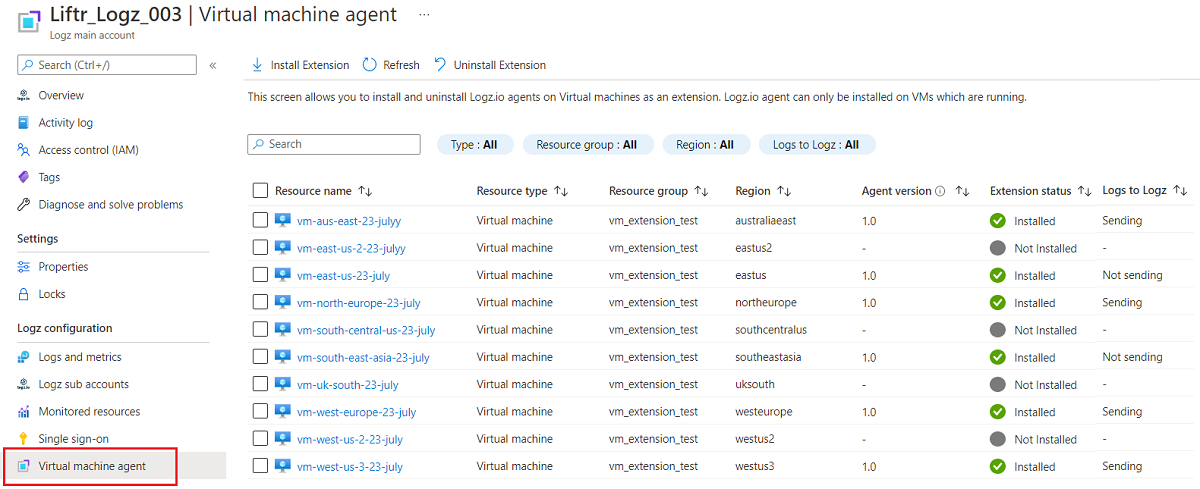 Liftr_Logz_003 | Virtual machine agent ...
Logz main account
Search (Ctrl+/) «
Install Extension Refresh Uninstall Extension
Overview
This screen allows you to install and uninstall Logz.io agents on Virtual machines as an extension. Logz.io agent can only be installed on VMs which are running.
Activity log
Access control (IAM)
Tags
Diagnose and solve problems
Settings
Properties
Locks
Logz configuration
Logs and metrics
Logz sub accounts
Monitored resources
Single sign-on
Virtual machine agent
Search Type : All Resource group : All Region : All Logs to Logz : All
Resource name Resource type Resource group Region Agent version Extension status Logs to Logz
vm-aus-east-23-julyy Virtual machine vm_extension_test australiaeast 1.0 Installed Sending
vm-east-us-2-23-julyy Virtual machine vm_extension_test eastus2 - Not Installed -
vm-east-us-23-july Virtual machine vm_extension_test eastus 1.0 Installed Not sending
vm-north-europe-23-july Virtual machine vm_extension_test northeurope 1.0 Installed Sending
vm-south-central-us-23-july Virtual machine vm_extension_test southcentralus - Not Installed -
vm-south-east-asia-23-july Virtual machine vm_extension_test southeastasia 1.0 Installed Not sending
vm-uk-south-23-july Virtual machine vm_extension_test uksouth - Not Installed -
vm-west-europe-23-july Virtual machine vm_extension_test westeurope 1.0 Installed Sending
vm-west-us-2-23-july Virtual machine vm_extension_test westus2 - Not Installed -
vm-west-us-3-23-july Virtual machine vm_extension_test westus3 1.0 Installed Sending